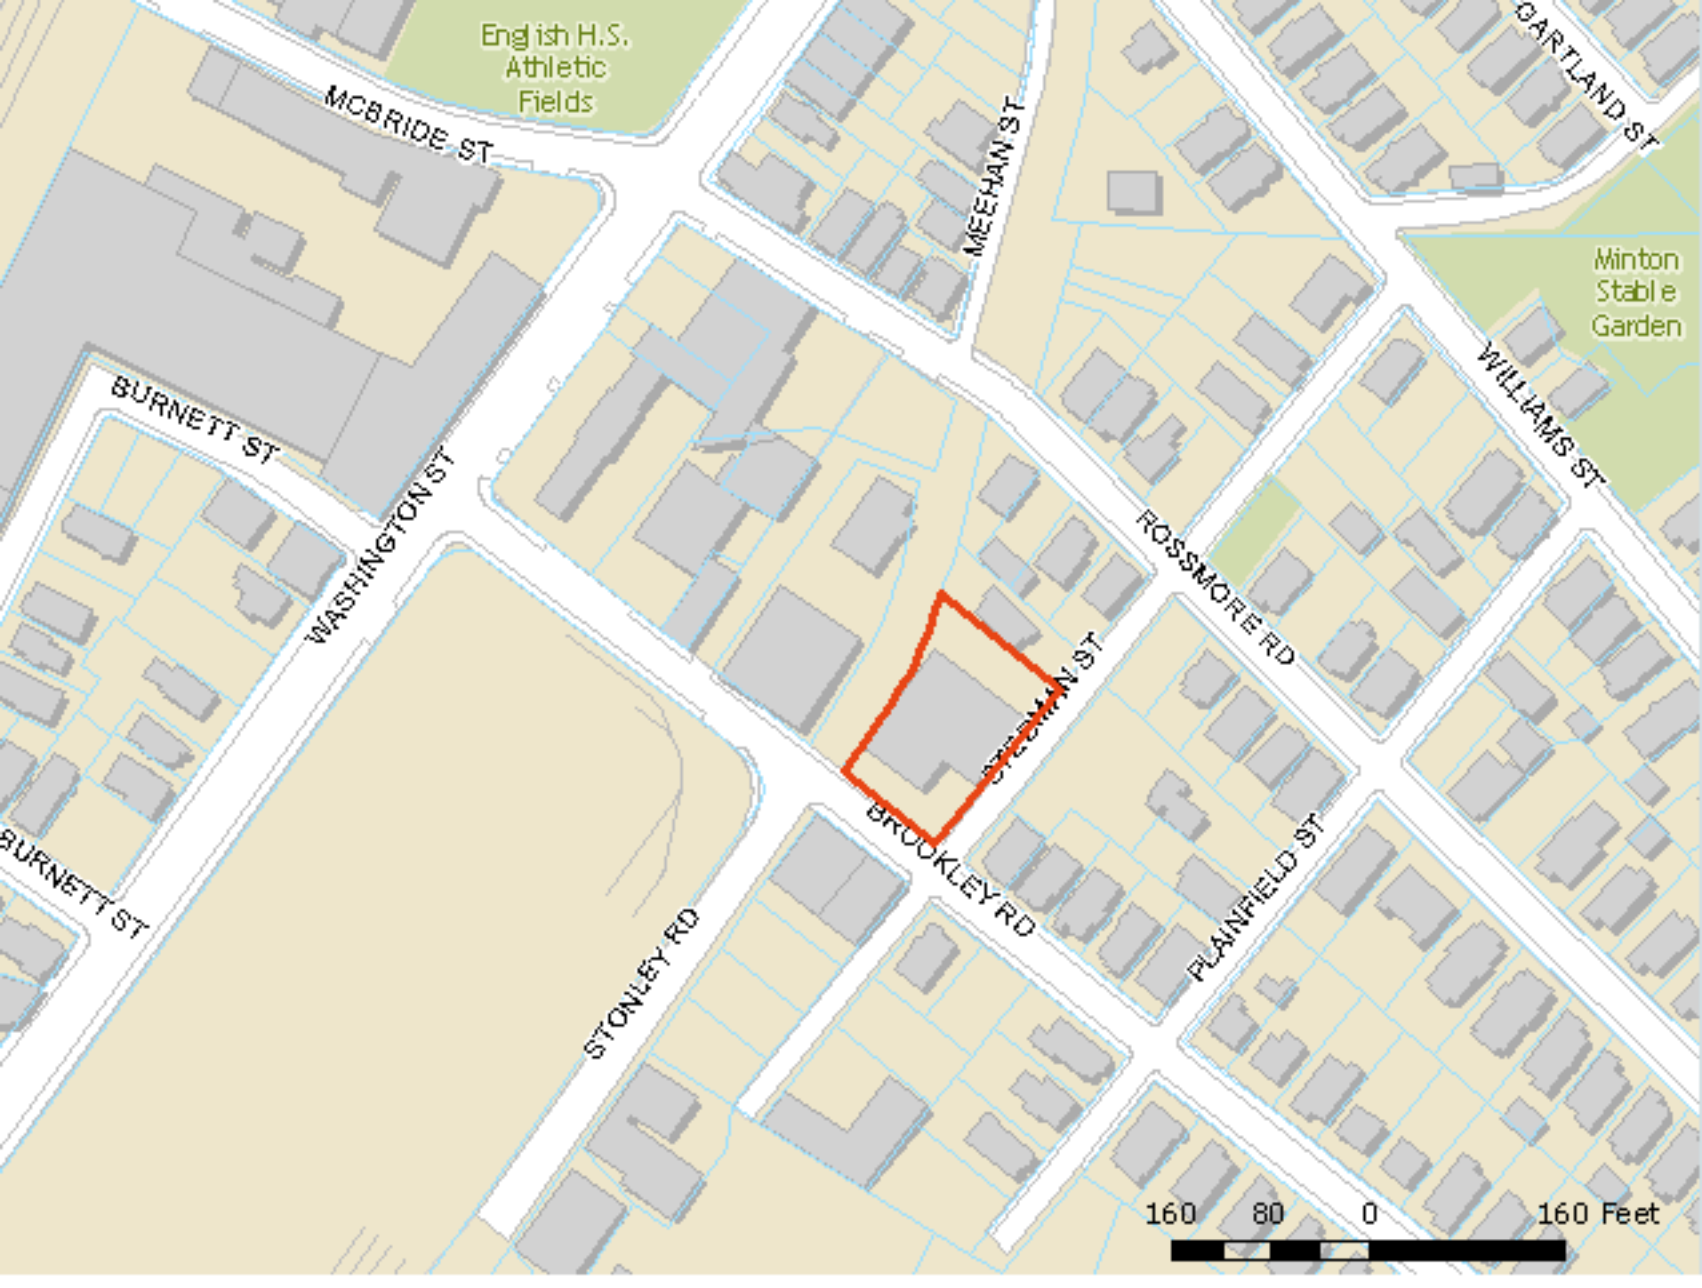 English H.S.
Athletic
Fields
GARTLAND ST
MCBRIDE ST
MEEHAN ST
Minton
Stable
Garden
BURNETT ST
WILLIAMS ST
WASHINGTON ST
ROSSMORE RD
STEDMAN ST
BROOKLEY RD
PLAINFIELD ST
BURNETT ST
STONLEY RD
160 80 0 160 Feet